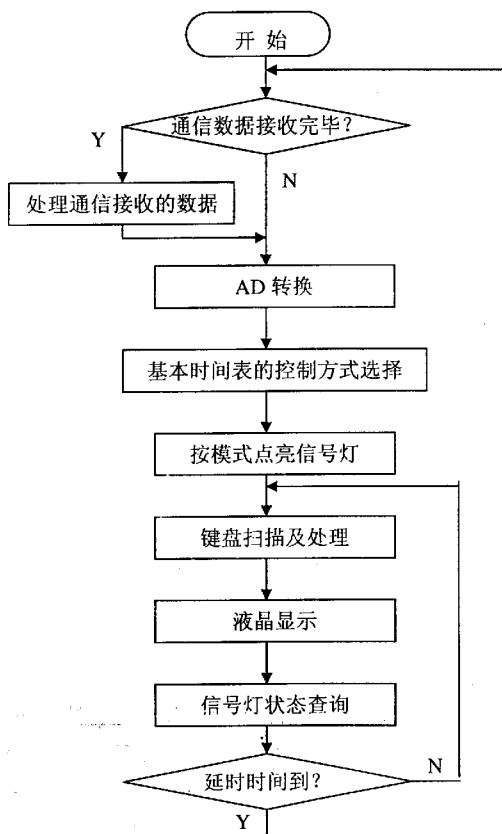 开 始
通信数据接收完毕？
Y
N
处理通信接收的数据
AD 转换
基本时间表的控制方式选择
按模式点亮信号灯
键盘扫描及处理
液晶显示
信号灯状态查询
延时时间到？
N
Y